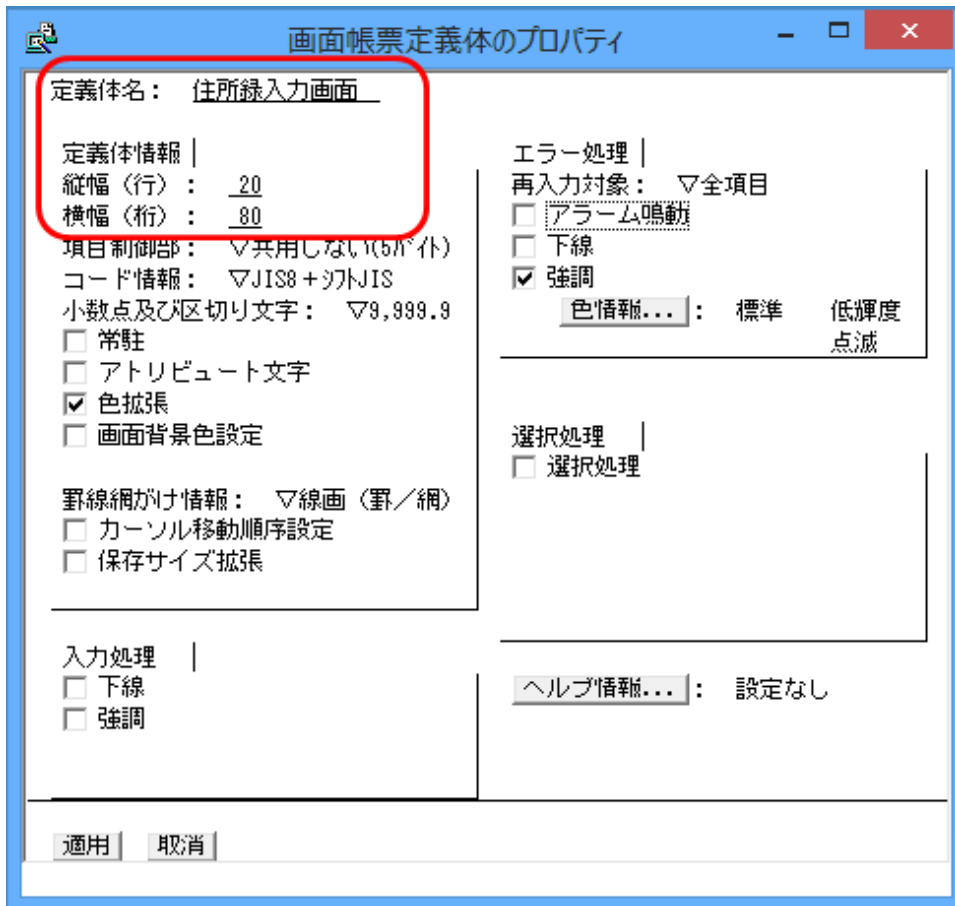 画面帳票定義体のプロパティ
定義体名： 住所録入力画面
定義体情報
縦幅（行）： 20
横幅（桁）： 80
項目制御部： ▽共用しない(5ﾊﾞｲﾄ)
コード情報： ▽JIS8＋ｼﾌﾄJIS
小数点及び区切り文字： ▽9,999.9
常駐
アトリビュート文字
色拡張
画面背景色設定
罫線網がけ情報： ▽線画（罫／網）
カーソル移動順序設定
保存サイズ拡張
入力処理
下線
強調
エラー処理
再入力対象： ▽全項目
アラーム鳴動
下線
強調
色情報...： 標準 低輝度
点滅
選択処理
選択処理
ヘルプ情報...： 設定なし
適用 取消